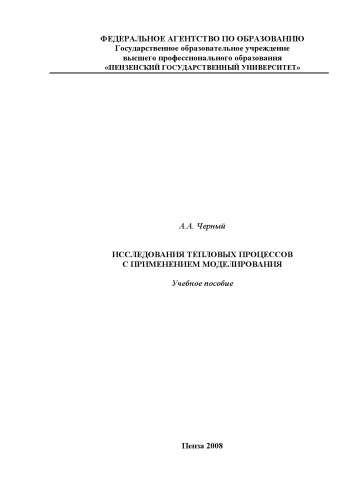 ФЕДЕРАЛЬНОЕ АГЕНТСТВО ПО ОБРАЗОВАНИЮ
Государственное образовательное учреждение
высшего профессионального образования
«ПЕНЗЕНСКИЙ ГОСУДАРСТВЕННЫЙ УНИВЕРСИТЕТ»
А.А. Черный
ИССЛЕДОВАНИЯ ТЕПЛОВЫХ ПРОЦЕССОВ
С ПРИМЕНЕНИЕМ МОДЕЛИРОВАНИЯ
Учебное пособие
Пенза 2008